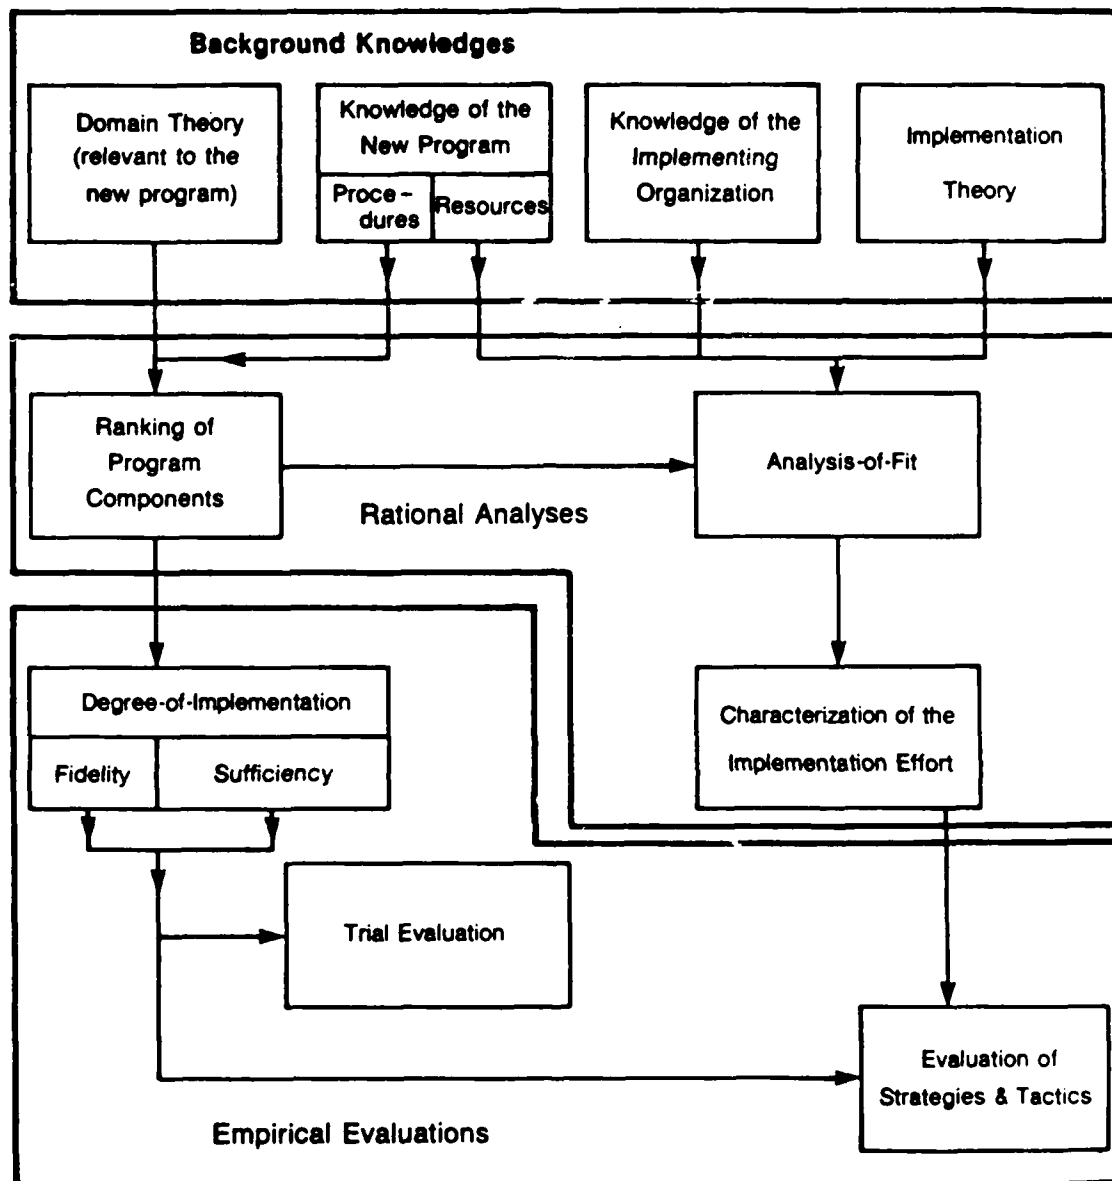 Background Knowledges
Domain Theory
(relevant to the
new program)
Knowledge of the
New Program
Proce-
dures
Resources
Knowledge of the
Implementing
Organization
Implementation
Theory
Ranking of
Program
Components
Analysis-of-Fit
Rational Analyses
Degree-of-Implementation
Fidelity
Sufficiency
Characterization of the
Implementation Effort
Trial Evaluation
Evaluation of
Strategies & Tactics
Empirical Evaluations